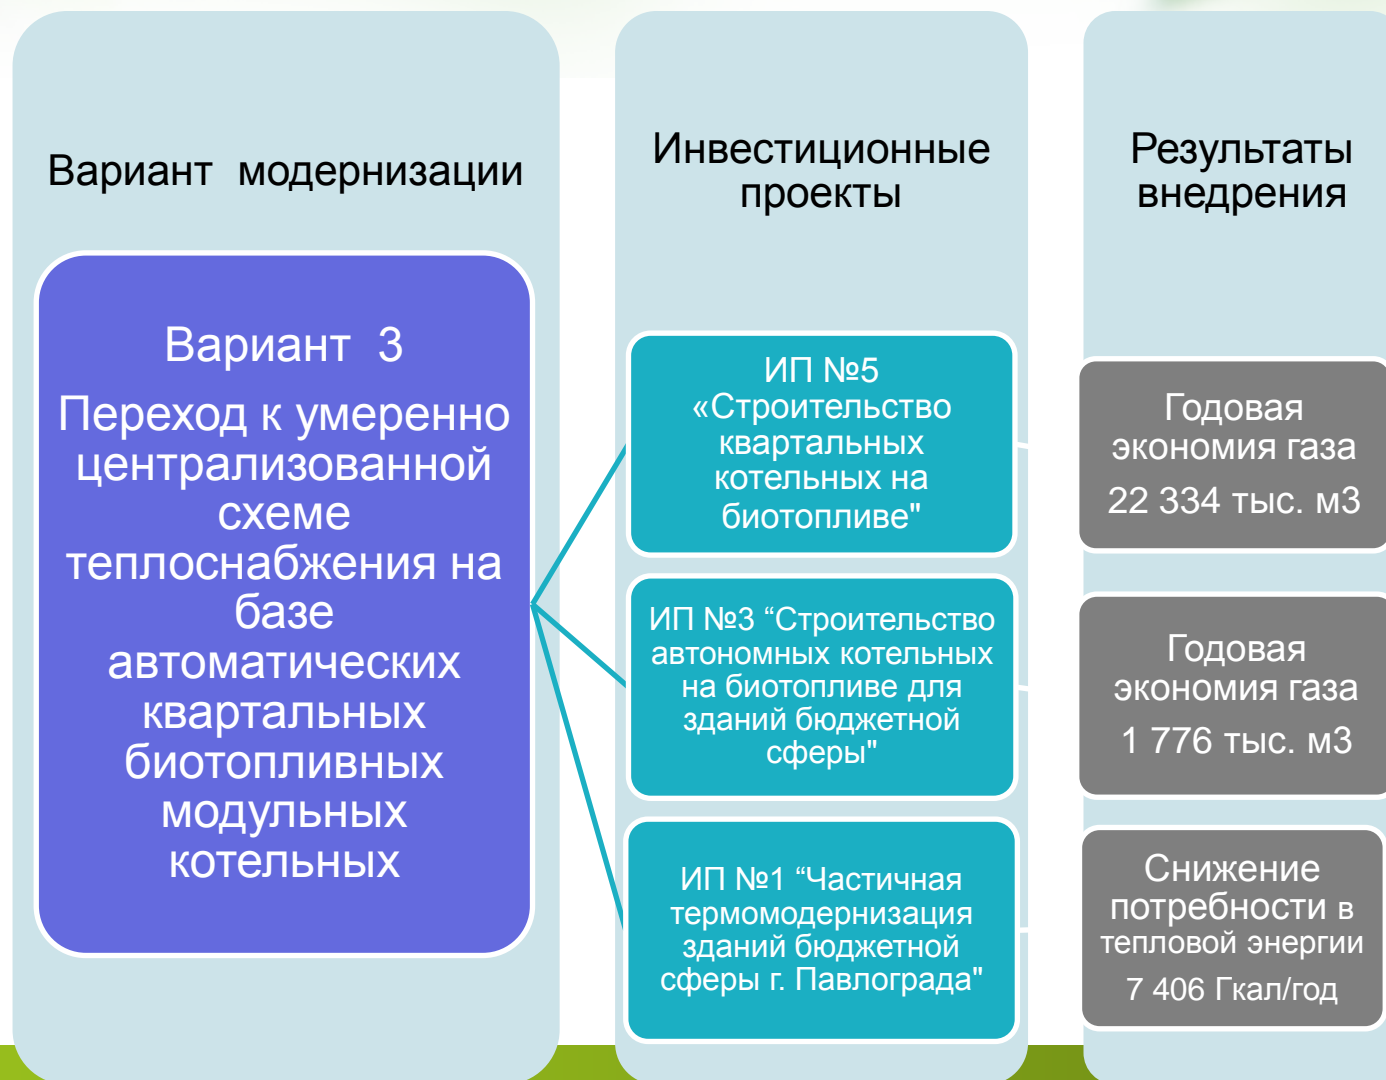 Вариант модернизации
Вариант 3
Переход к умеренно
централизованной
схеме
теплоснабжения на
базе
автоматических
квартальных
биотопливных
модульных
котельных
Инвестиционные
проекты
ИП №5
«Строительство
квартальных
котельных на
биотопливе"
ИП №3 “Строительство
автономных котельных
на биотопливе для
зданий бюджетной
сферы"
ИП №1 “Частичная
термомодернизация
зданий бюджетной
сферы г. Павлограда"
Результаты
внедрения
Годовая
экономия газа
22 334 тыс. м3
Годовая
экономия газа
1 776 тыс. м3
Снижение
потребности в
тепловой энергии
7 406 Гкал/год